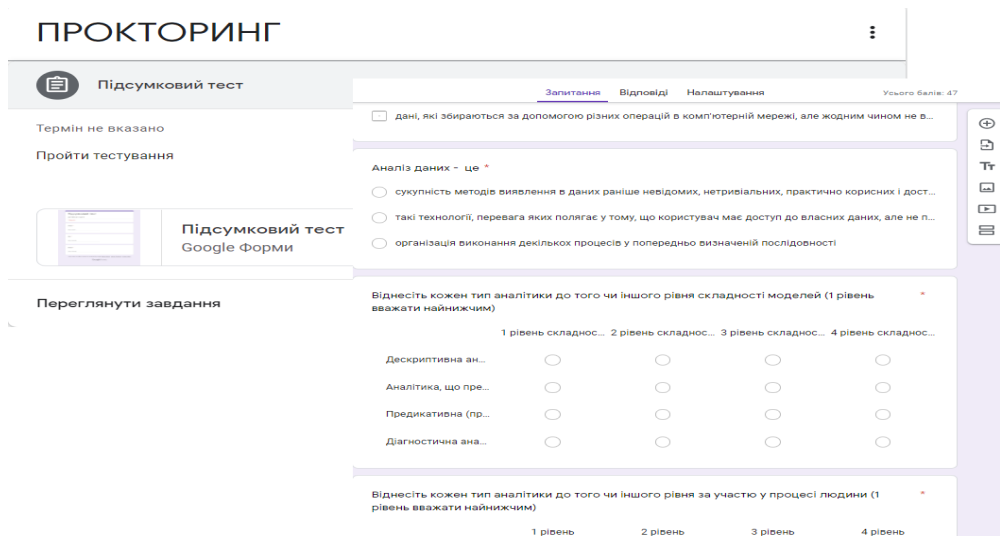 ПРОКТОРИНГ
Підсумковий тест
Термін не вказано
Пройти тестування
Підсумковий тест
Google Форми
Переглянути завдання
Запитання Відповіді Налаштування Усього балів: 47
дані, які збираються за допомогою різних операцій в комп'ютерній мережі, але жодним чином не в...
Аналіз даних - це *
сукупність методів виявлення в даних раніше невідомих, нетривіальних, практично корисних і дост...
такі технології, перевага яких полягає у тому, що користувач має доступ до власних даних, але не п...
організація виконання декількох процесів у попередньо визначеній послідовності
Віднесіть кожен тип аналітики до того чи іншого рівня складності моделей (1 рівень *
вважати найнижчим)
1 рівень складнос... 2 рівень складнос... 3 рівень складнос... 4 рівень складнос...
Дескриптивна ан...
Аналітика, що пре...
Предикативна (пр...
Діагностична ана...
Віднесіть кожен тип аналітики до того чи іншого рівня за участю у процесі людини (1 *
рівень вважати найнижчим)
1 рівень 2 рівень 3 рівень 4 рівень